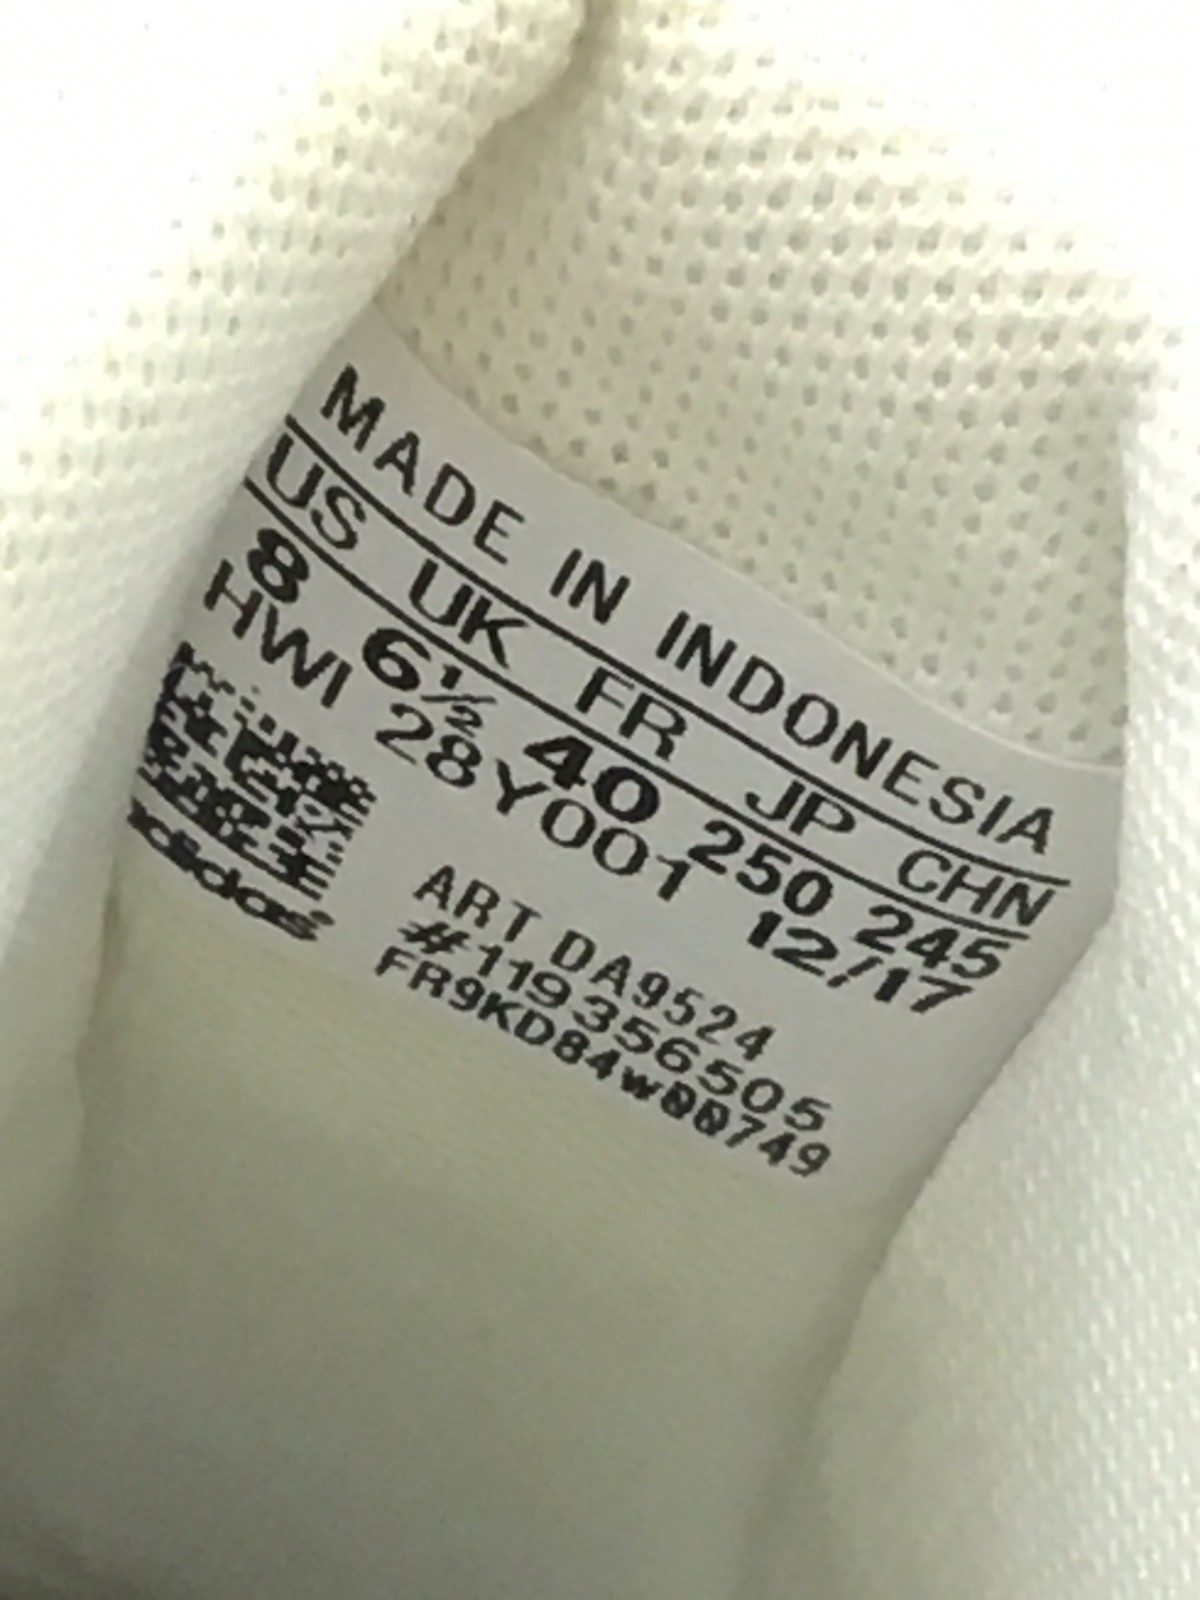 MADE IN INDONESIA
US UK FR JP CHN
8 6½ 40 250 245
HWI 28Y001 12/17
ART DA9524
#119356505
FR9KD84W00749
adidas